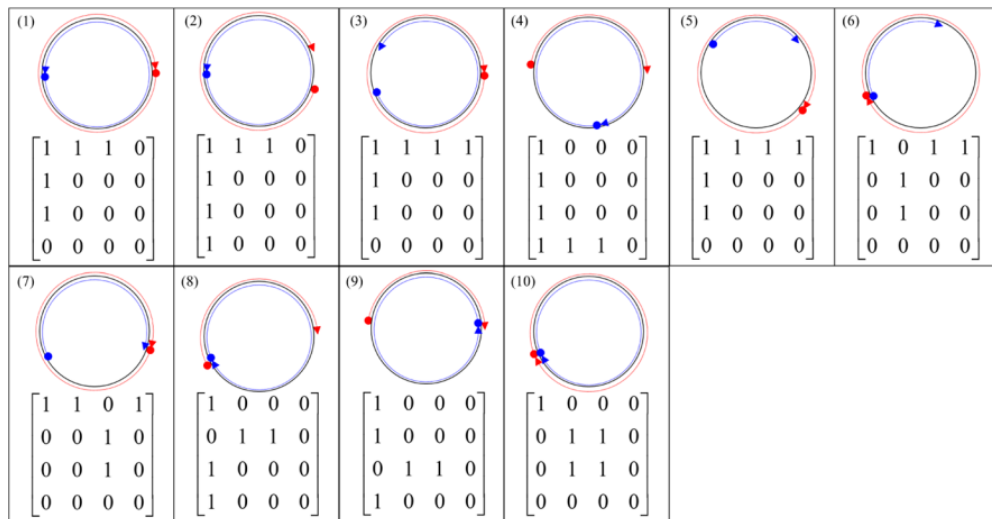 (1) (2) (3) (4) (5) (6)
1 1 1 0 1 1 1 0 1 1 1 1 1 0 0 0 1 1 1 1 1 0 1 1
1 0 0 0 1 0 0 0 1 0 0 0 1 0 0 0 1 0 0 0 0 1 0 0
1 0 0 0 1 0 0 0 1 0 0 0 1 0 0 0 1 0 0 0 0 1 0 0
0 0 0 0 1 0 0 0 0 0 0 0 1 1 1 0 0 0 0 0 0 0 0 0
(7) (8) (9) (10)
1 1 0 1 1 0 0 0 1 0 0 0 1 0 0 0
0 0 1 0 0 1 1 0 1 0 0 0 0 1 1 0
0 0 1 0 1 0 0 0 0 1 1 0 0 1 1 0
0 0 0 0 1 0 0 0 1 0 0 0 0 0 0 0